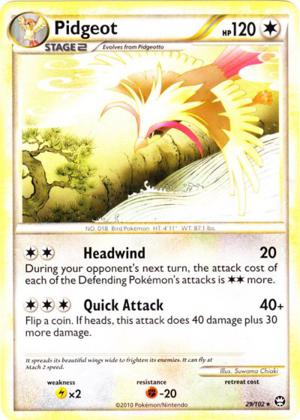 Pidgeot HP 120
STAGE 2 Evolves from Pidgeotto
NO. 018 Bird Pokémon HT. 4'11" WT. 87.1 lbs.
Headwind 20
During your opponent's next turn, the attack cost of
each of the Defending Pokémon's attacks is more.
Quick Attack 40+
Flip a coin. If heads, this attack does 40 damage plus 30
more damage.
It spreads its beautiful wings wide to frighten its enemies. It can fly at
Mach 2 speed.
Illus. Suwama Chiaki
weakness resistance retreat cost
×2 -20
©2010 Pokémon/Nintendo 29/102 ★